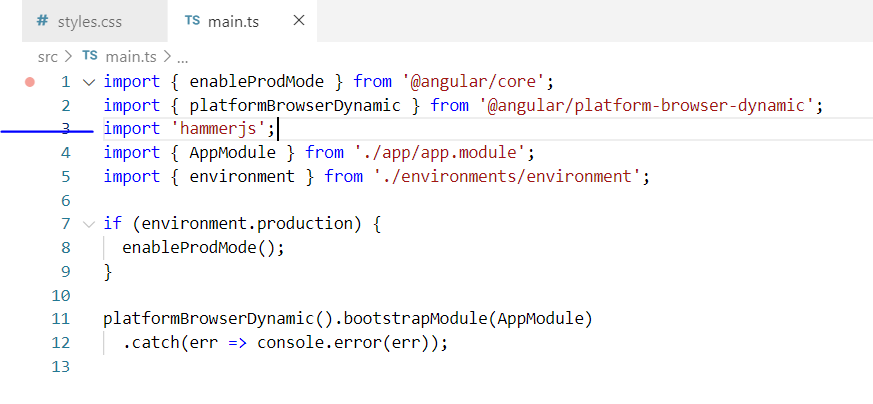 # styles.css TS main.ts ×
src > TS main.ts > ...
1 import { enableProdMode } from '@angular/core';
2 import { platformBrowserDynamic } from '@angular/platform-browser-dynamic';
3 import 'hammerjs';
4 import { AppModule } from './app/app.module';
5 import { environment } from './environments/environment';
6
7 if (environment.production) {
8   enableProdMode();
9 }
10
11 platformBrowserDynamic().bootstrapModule(AppModule)
12   .catch(err => console.error(err));
13